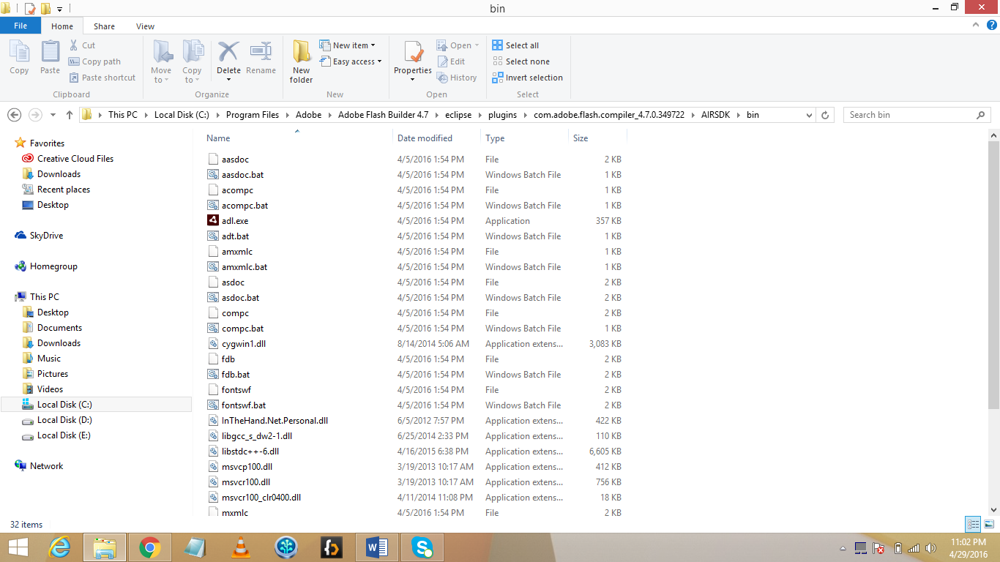 bin
File Home Share View
Copy
Paste
Cut
Copy path
Paste shortcut
Clipboard
Move to
Copy to
Delete
Rename
Organize
New folder
New item
Easy access
New
Properties
Open
Edit
History
Open
Select all
Select none
Invert selection
Select
This PC Local Disk (C:) Program Files Adobe Adobe Flash Builder 4.7 eclipse plugins com.adobe.flash.compiler_4.7.0.349722 AIRSDK bin
Search bin
Favorites
Creative Cloud Files
Downloads
Recent places
Desktop
SkyDrive
Homegroup
This PC
Desktop
Documents
Downloads
Music
Pictures
Videos
Local Disk (C:)
Local Disk (D:)
Local Disk (E:)
Network
Name Date modified Type Size
aasdoc 4/5/2016 1:54 PM File 2 KB
aasdoc.bat 4/5/2016 1:54 PM Windows Batch File 1 KB
acompc 4/5/2016 1:54 PM File 1 KB
acompc.bat 4/5/2016 1:54 PM Windows Batch File 1 KB
adl.exe 4/5/2016 1:54 PM Application 357 KB
adt.bat 4/5/2016 1:54 PM Windows Batch File 1 KB
amxmlc 4/5/2016 1:54 PM File 1 KB
amxmlc.bat 4/5/2016 1:54 PM Windows Batch File 1 KB
asdoc 4/5/2016 1:54 PM File 2 KB
asdoc.bat 4/5/2016 1:54 PM Windows Batch File 2 KB
compc 4/5/2016 1:54 PM File 2 KB
compc.bat 4/5/2016 1:54 PM Windows Batch File 2 KB
cygwin1.dll 8/14/2014 5:06 AM Application extens... 3,083 KB
fdb 4/5/2016 1:54 PM File 2 KB
fdb.bat 4/5/2016 1:54 PM Windows Batch File 2 KB
fontswf 4/5/2016 1:54 PM File 2 KB
fontswf.bat 4/5/2016 1:54 PM Windows Batch File 2 KB
InTheHand.Net.Personal.dll 6/5/2012 7:57 PM Application extens... 422 KB
libgcc_s_dw2-1.dll 6/25/2014 2:33 PM Application extens... 110 KB
libstdc++-6.dll 4/16/2015 6:38 PM Application extens... 6,605 KB
msvcp100.dll 3/19/2013 10:17 AM Application extens... 412 KB
msvcr100.dll 3/19/2013 10:17 AM Application extens... 756 KB
msvcr100_clr0400.dll 4/11/2014 11:08 PM Application extens... 18 KB
mxmlc 4/5/2016 1:54 PM File 2 KB
32 items
11:02 PM
4/29/2016